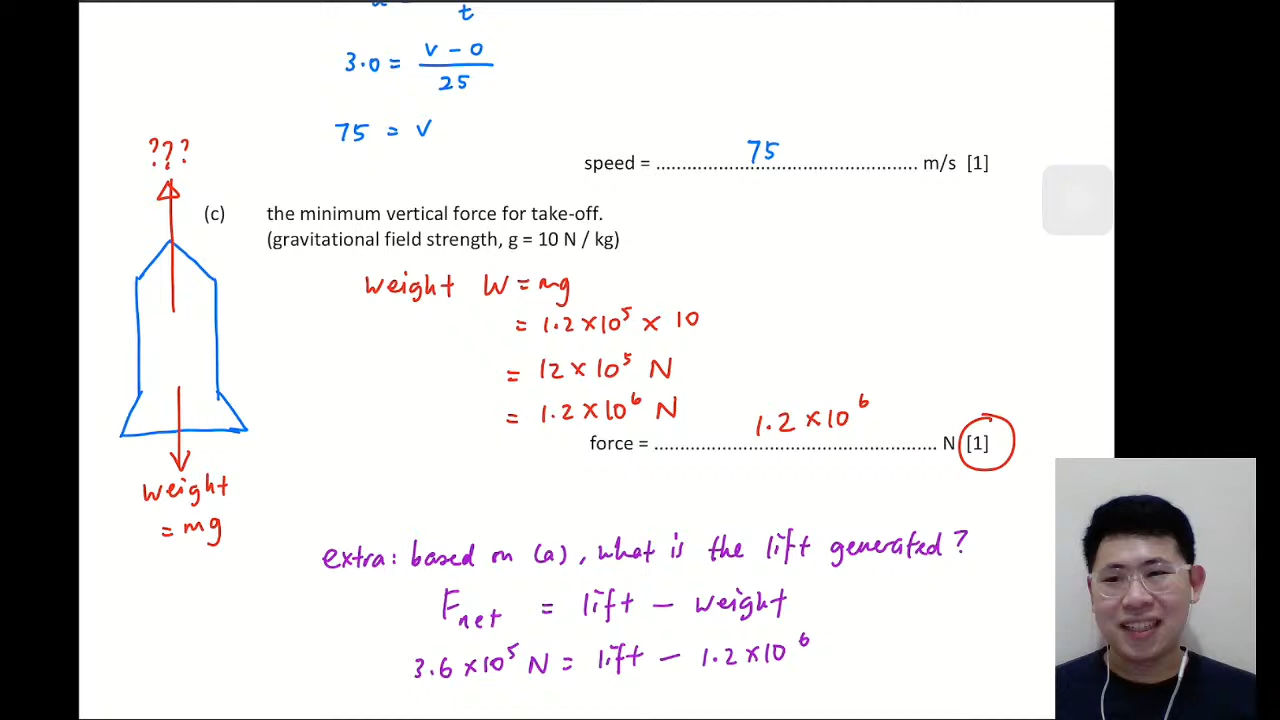 t
3.0 = v - 0
25
75 = v
???
speed = ................................................... m/s [1]
75
(c) the minimum vertical force for take-off.
(gravitational field strength, g = 10 N / kg)
weight W = mg
= 1.2 × 10⁵ × 10
= 12 × 10⁵ N
= 1.2 × 10⁶ N
1.2 × 10⁶
force = ........................................................ N [1]
weight
= mg
extra: based on (a), what is the lift generated?
Fnet = lift - weight
3.6 × 10⁵ N = lift - 1.2 × 10⁶